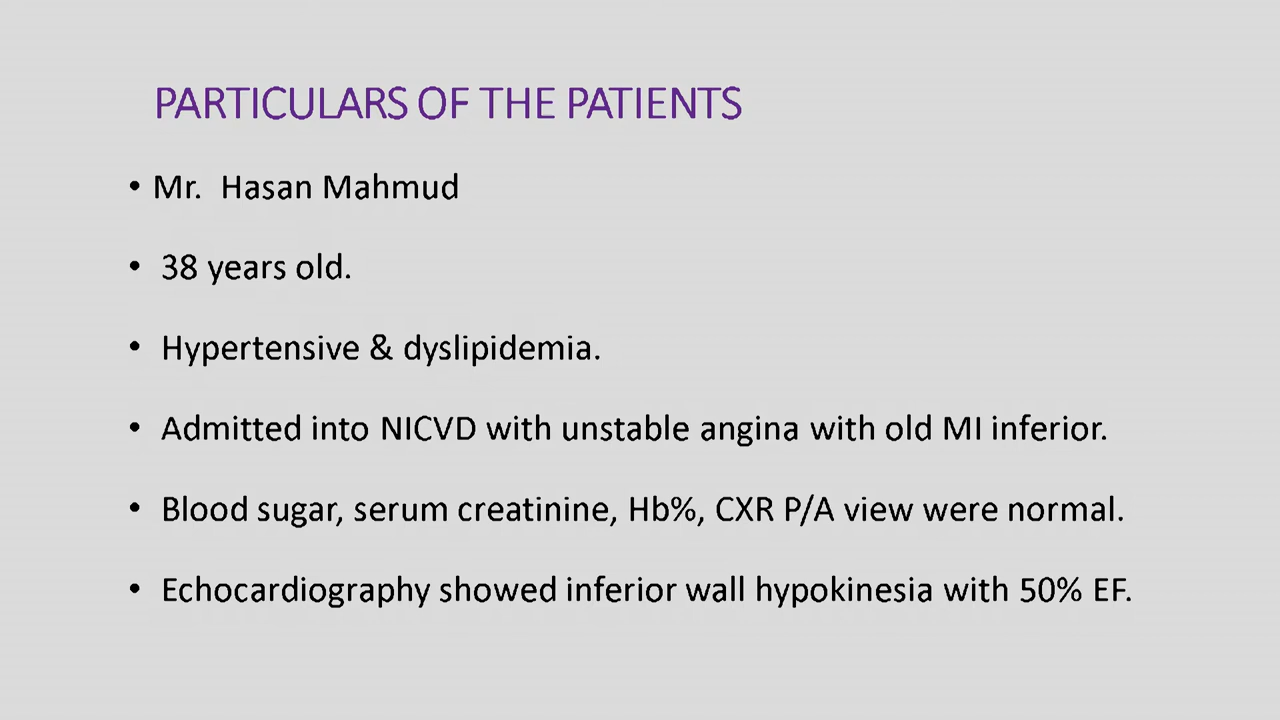 PARTICULARS OF THE PATIENTS
• Mr.  Hasan Mahmud
• 38 years old.
• Hypertensive & dyslipidemia.
• Admitted into NICVD with unstable angina with old MI inferior.
• Blood sugar, serum creatinine, Hb%, CXR P/A view were normal.
• Echocardiography showed inferior wall hypokinesia with 50% EF.